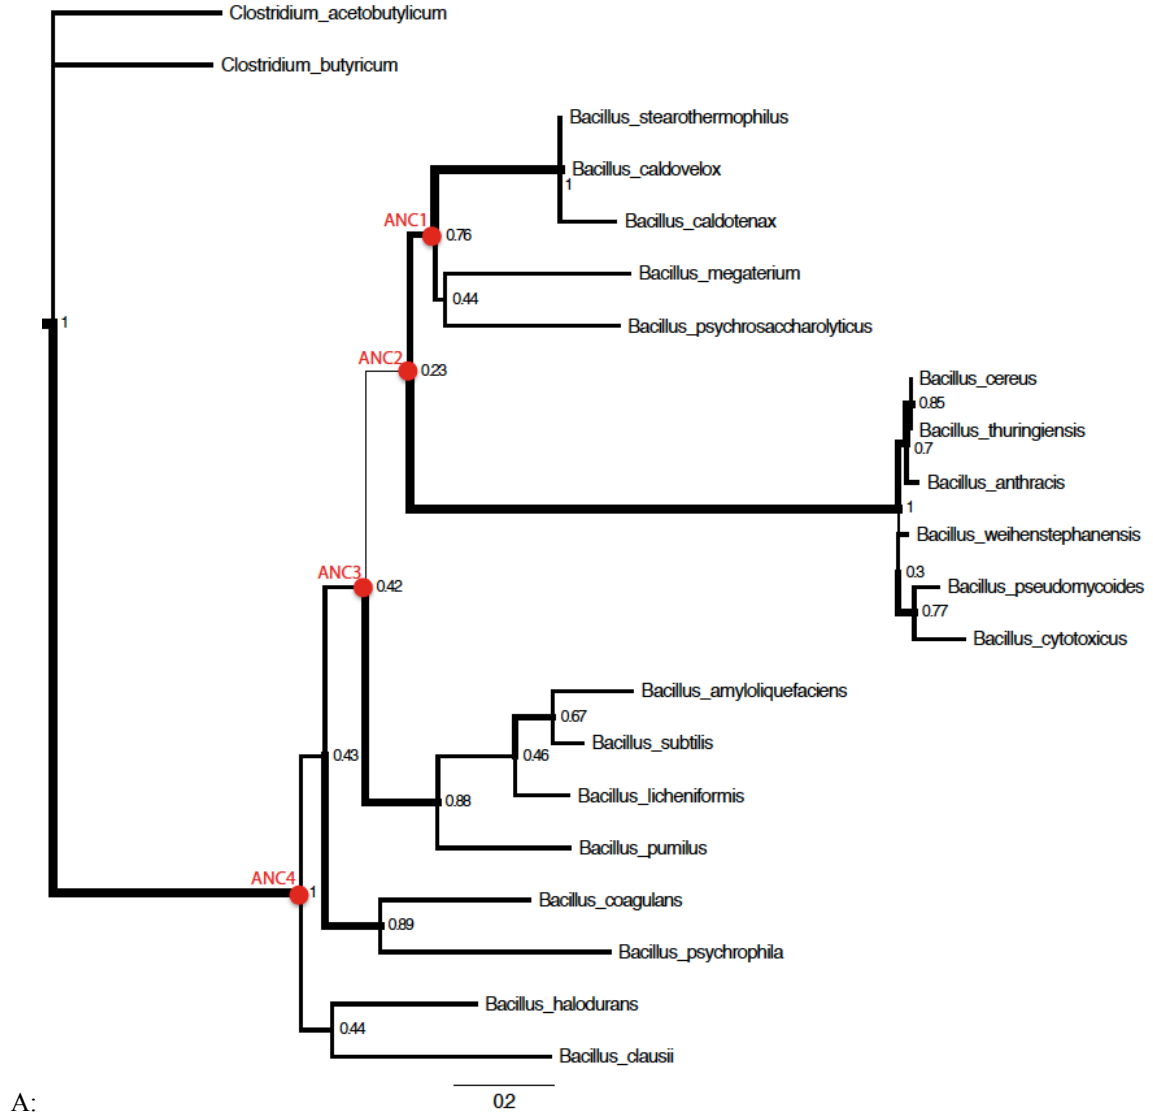 Clostridium_acetobutylicum
Clostridium_butyricum
Bacillus_stearothermophilus
Bacillus_caldovelox
1
Bacillus_caldotenax
ANC1
0.76
Bacillus_megaterium
0.44
Bacillus_psychrosaccharolyticus
1
ANC2
0.23
Bacillus_cereus
0.85
Bacillus_thuringiensis
0.7
Bacillus_anthracis
1
Bacillus_weihenstephanensis
0.3
ANC3
0.42
Bacillus_pseudomycoides
0.77
Bacillus_cytotoxicus
Bacillus_amyloliquefaciens
0.67
Bacillus_subtilis
0.43
0.46
Bacillus_licheniformis
0.88
Bacillus_pumilus
ANC4
1
Bacillus_coagulans
0.89
Bacillus_psychrophila
Bacillus_halodurans
0.44
Bacillus_clausii
0.2
A: